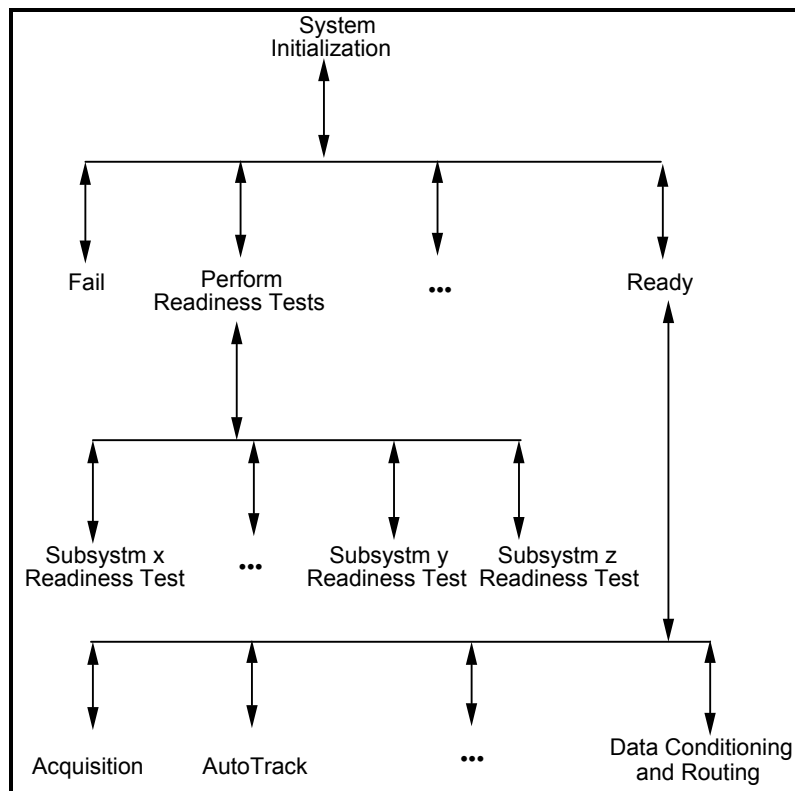 System
Initialization
Fail
Perform
Readiness Tests
...
Ready
Subsystm x
Readiness Test
...
Subsystm y
Readiness Test
Subsystm z
Readiness Test
Acquisition
AutoTrack
...
Data Conditioning
and Routing